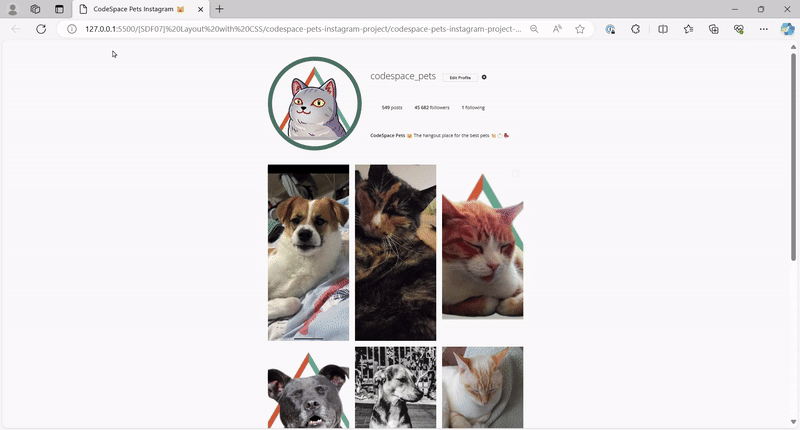 CodeSpace Pets Instagram 🐹
127.0.0.1:5500/[SDF07]%20Layout%20with%20CSS/codespace-pets-instagram-project/codespace-pets-instagram-project-...
codespace_pets Edit Profile
549 posts 45 682 followers 1 following
CodeSpace Pets 🐹 The hangout place for the best pets